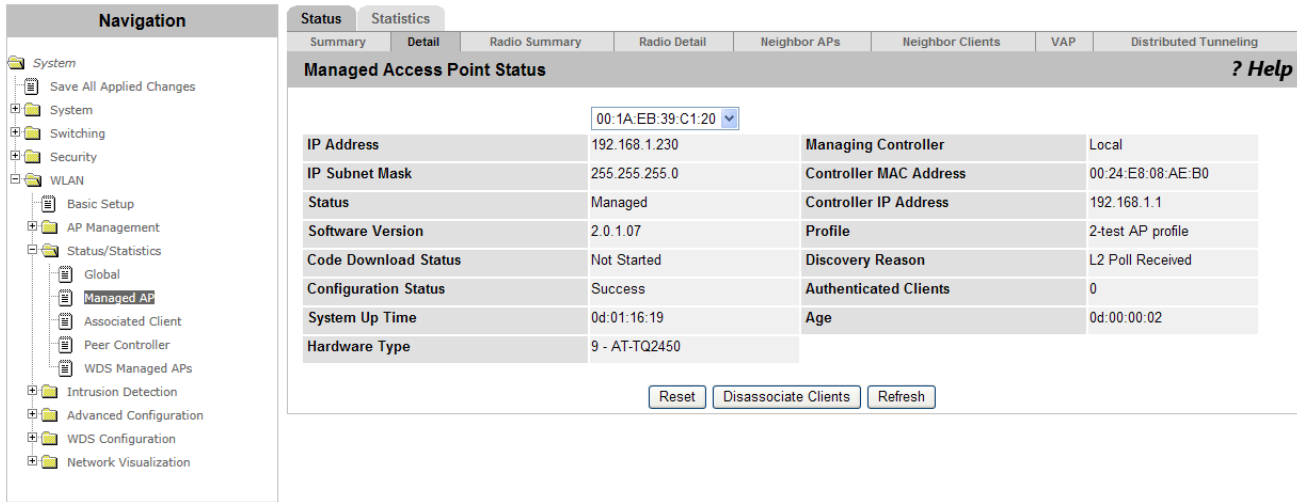 Navigation
System
Save All Applied Changes
System
Switching
Security
WLAN
Basic Setup
AP Management
Status/Statistics
Global
Managed AP
Associated Client
Peer Controller
WDS Managed APs
Intrusion Detection
Advanced Configuration
WDS Configuration
Network Visualization
Status Statistics
Summary Detail Radio Summary Radio Detail Neighbor APs Neighbor Clients VAP Distributed Tunneling
Managed Access Point Status ? Help
00:1A:EB:39:C1:20
IP Address 192.168.1.230 Managing Controller Local
IP Subnet Mask 255.255.255.0 Controller MAC Address 00:24:E8:08:AE:B0
Status Managed Controller IP Address 192.168.1.1
Software Version 2.0.1.07 Profile 2-test AP profile
Code Download Status Not Started Discovery Reason L2 Poll Received
Configuration Status Success Authenticated Clients 0
System Up Time 0d:01:16:19 Age 0d:00:00:02
Hardware Type 9 - AT-TQ2450
Reset Disassociate Clients Refresh